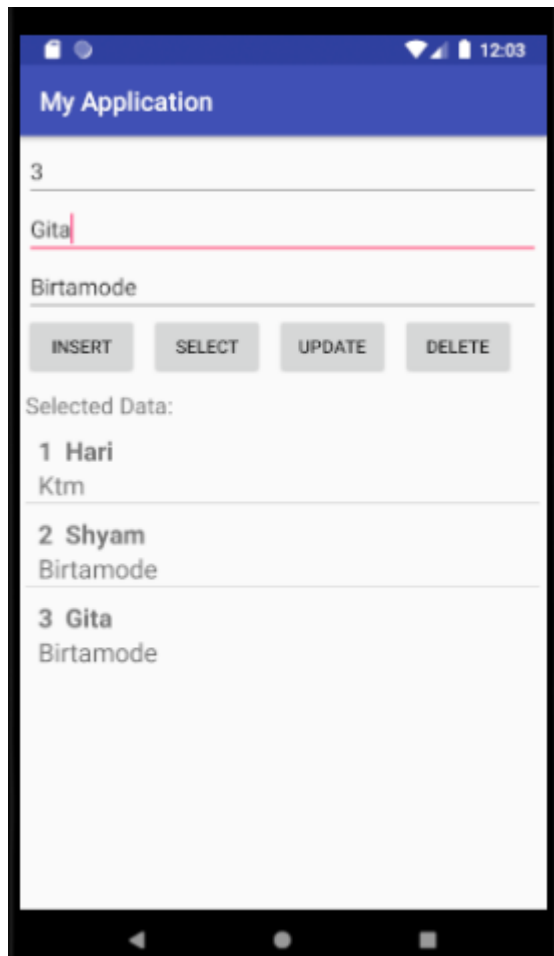 12:03
My Application
3
Gita
Birtamode
INSERT SELECT UPDATE DELETE
Selected Data:
1 Hari
Ktm
2 Shyam
Birtamode
3 Gita
Birtamode